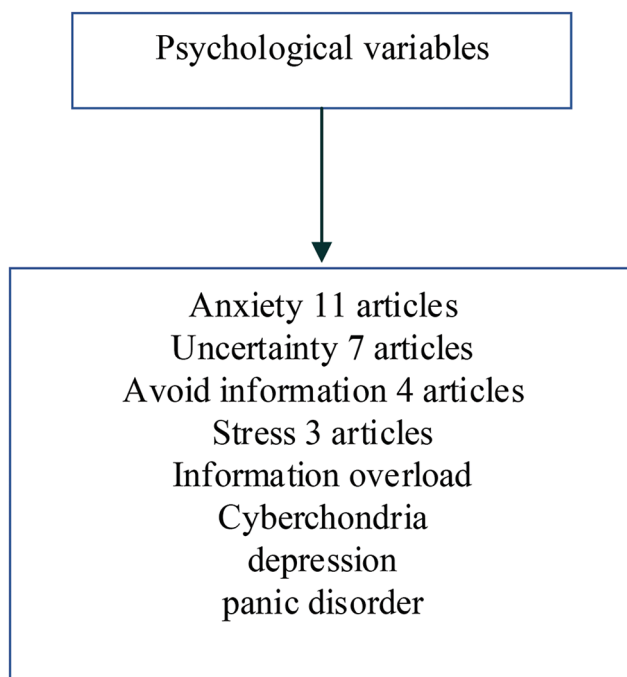 Psychological variables
Anxiety 11 articles
Uncertainty 7 articles
Avoid information 4 articles
Stress 3 articles
Information overload
Cyberchondria
depression
panic disorder